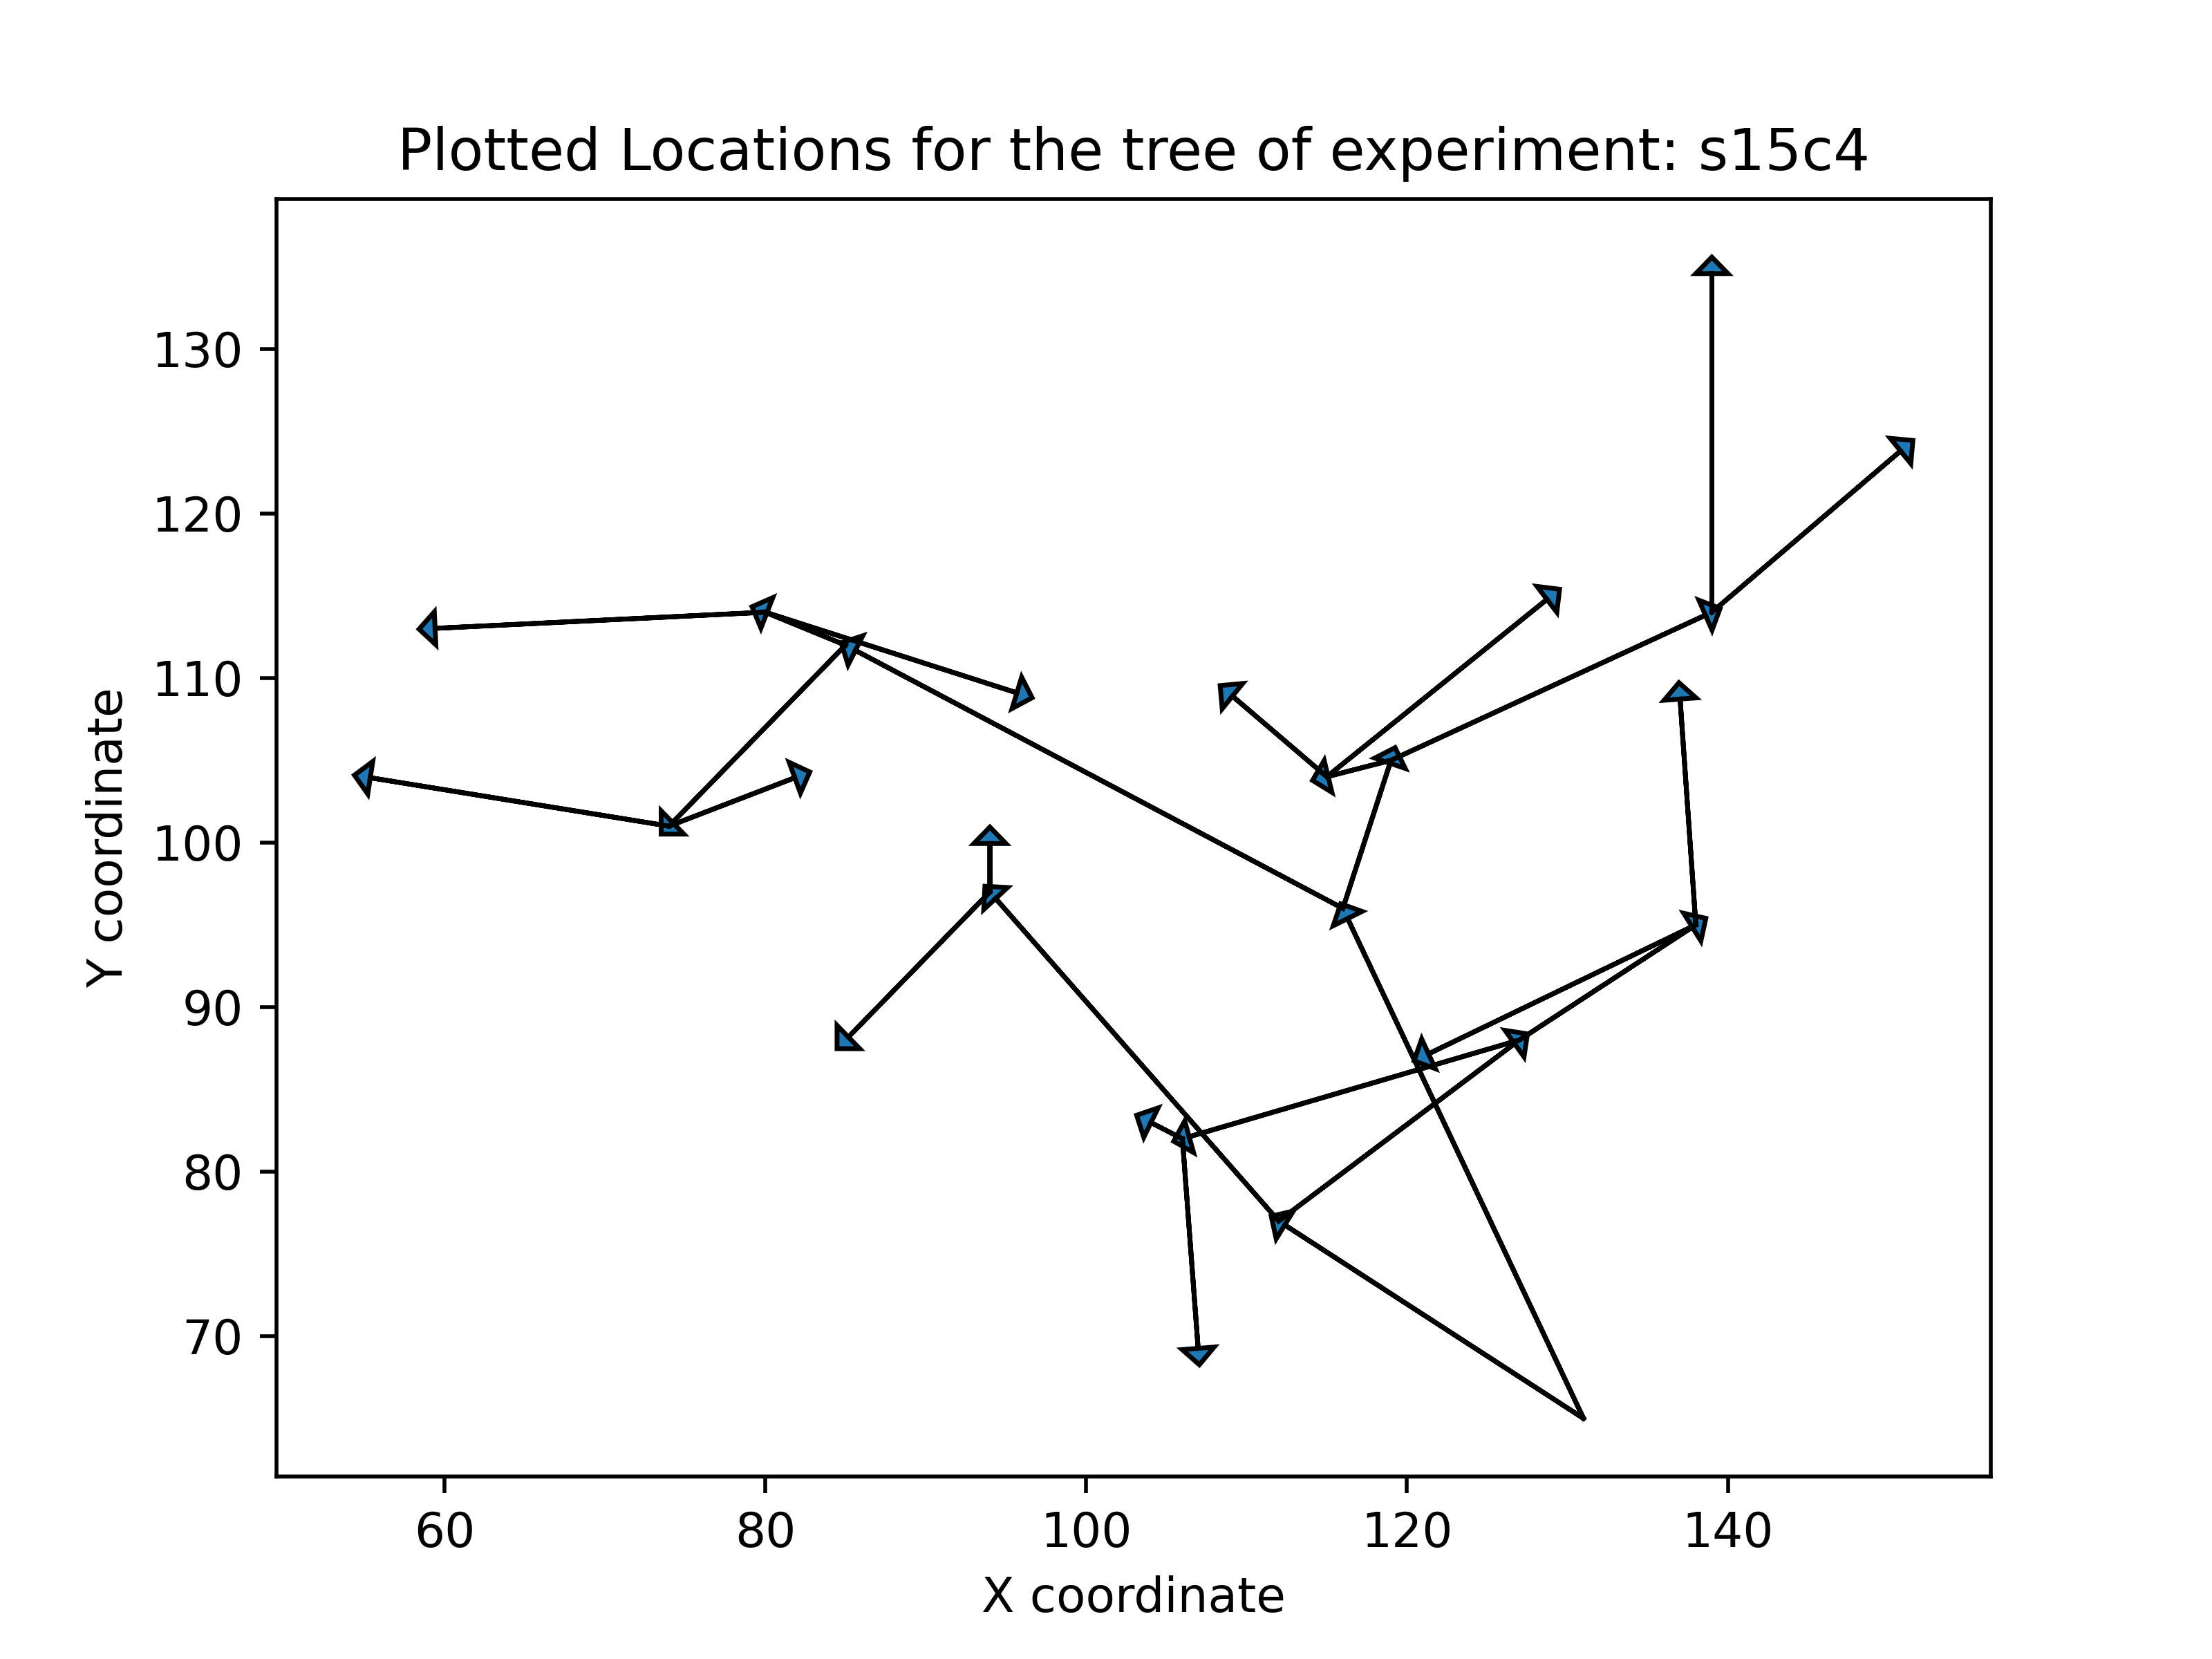 Plotted Locations for the tree of experiment: s15c4
130
120
110
100
90
80
70
Y coordinate
60 80 100 120 140
X coordinate